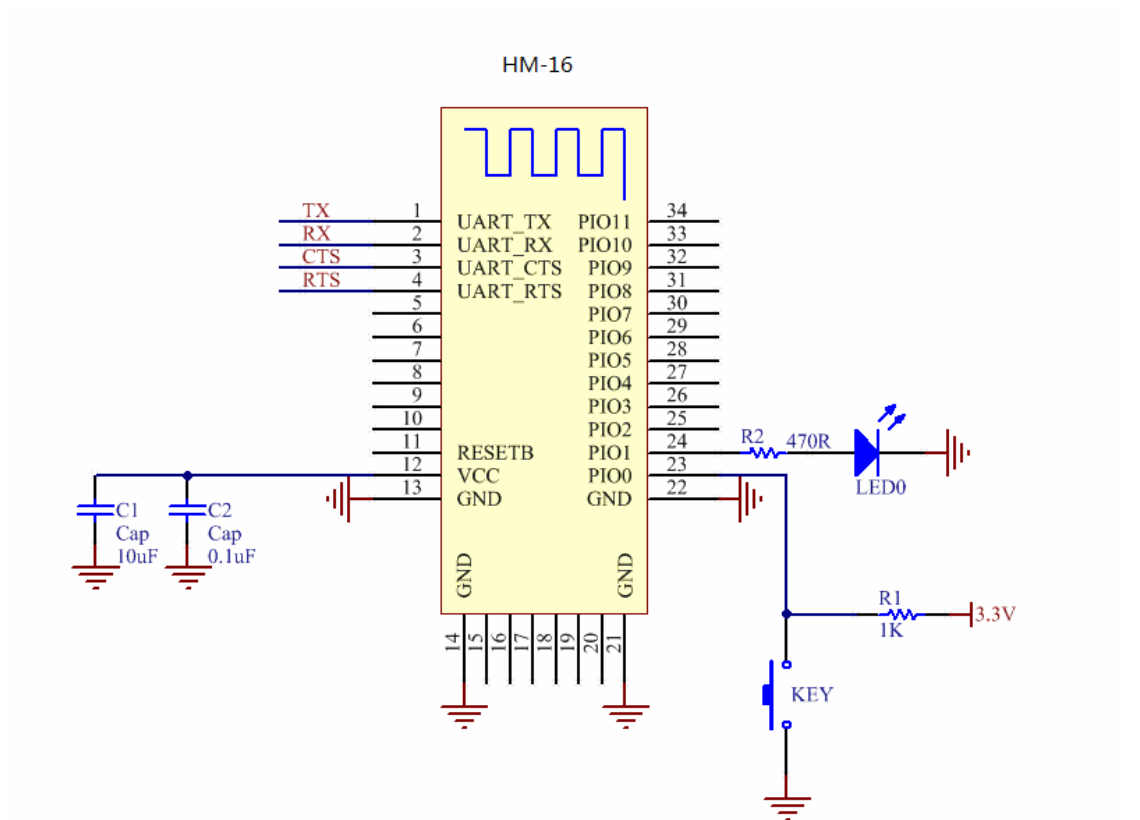 HM-16
TX 1 UART_TX PIO11 34
RX 2 UART_RX PIO10 33
CTS 3 UART_CTS PIO9 32
RTS 4 UART_RTS PIO8 31
5 PIO7 30
6 PIO6 29
7 PIO5 28
8 PIO4 27
9 PIO3 26
10 PIO2 25
11 RESETB PIO1 24 R2 470R
12 VCC PIO0 23
13 GND GND 22
LED0
C1 C2
Cap Cap
10uF 0.1uF
GND GND
R1
3.3V
1K
14 15 16 17 18 19 20 21
KEY